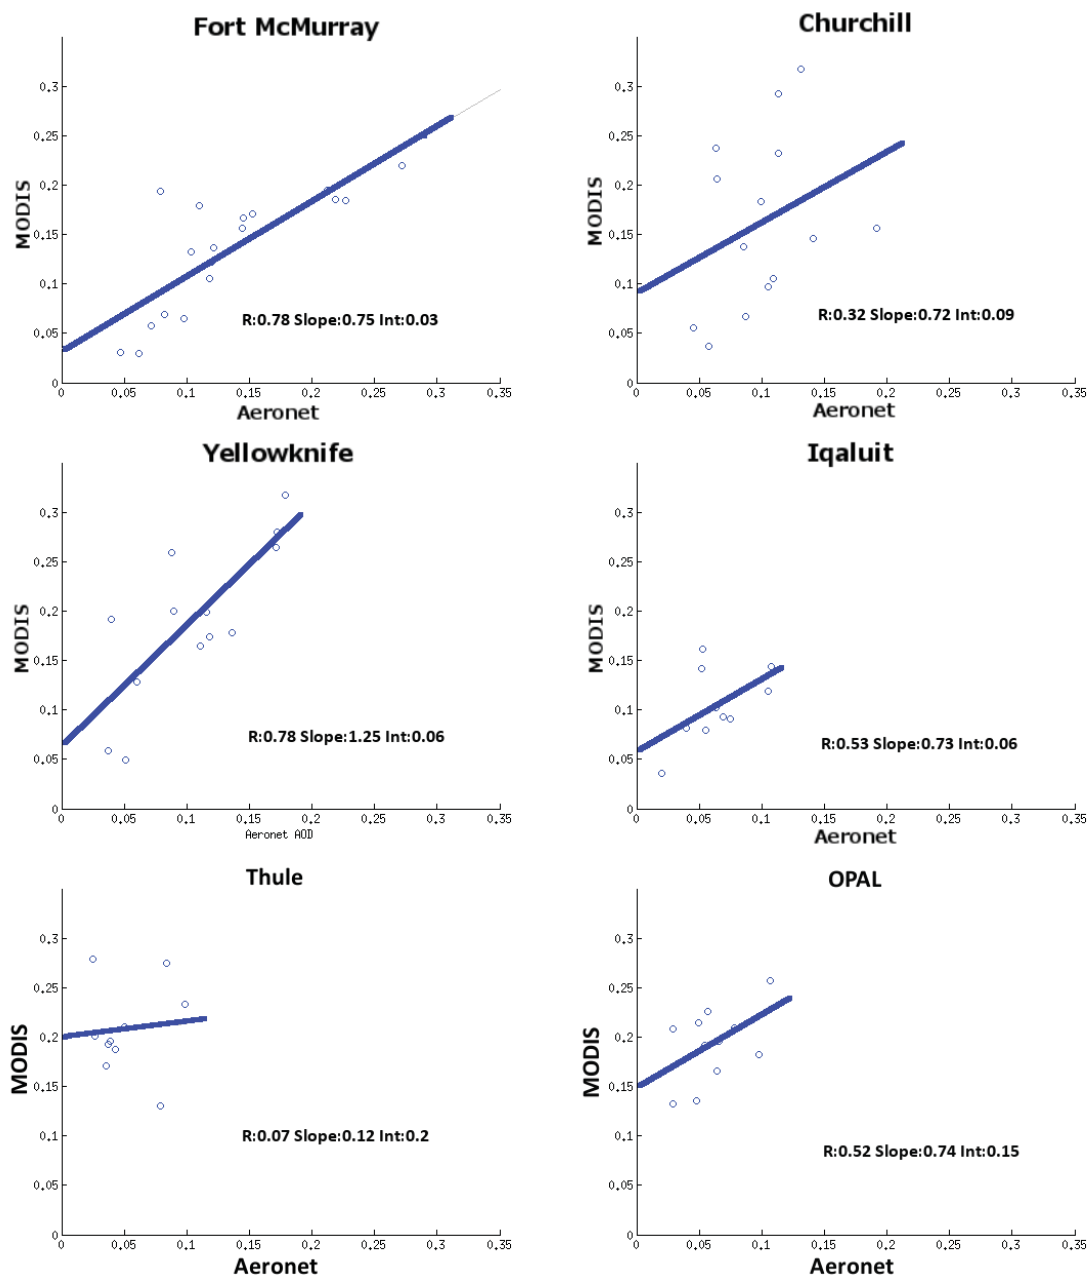 Fort McMurray
0.3
0.25
0.2
0.15
0.1
0.05
0
MODIS
R:0.78 Slope:0.75 Int:0.03
0 0.05 0.1 0.15 0.2 0.25 0.3 0.35
Aeronet
Churchill
0.3
0.25
0.2
0.15
0.1
0.05
0
MODIS
R:0.32 Slope:0.72 Int:0.09
0 0.05 0.1 0.15 0.2 0.25 0.3 0.35
Aeronet
Yellowknife
0.3
0.25
0.2
0.15
0.1
0.05
0
MODIS
R:0.78 Slope:1.25 Int:0.06
0 0.05 0.1 0.15 0.2 0.25 0.3 0.35
Aeronet AOD
Iqaluit
0.3
0.25
0.2
0.15
0.1
0.05
0
MODIS
R:0.53 Slope:0.73 Int:0.06
0 0.05 0.1 0.15 0.2 0.25 0.3 0.35
Aeronet
Thule
0.3
0.25
0.2
0.15
0.1
0.05
0
MODIS
R:0.07 Slope:0.12 Int:0.2
0 0.05 0.1 0.15 0.2 0.25 0.3 0.35
Aeronet
OPAL
0.3
0.25
0.2
0.15
0.1
0.05
0
MODIS
R:0.52 Slope:0.74 Int:0.15
0 0.05 0.1 0.15 0.2 0.25 0.3 0.35
Aeronet